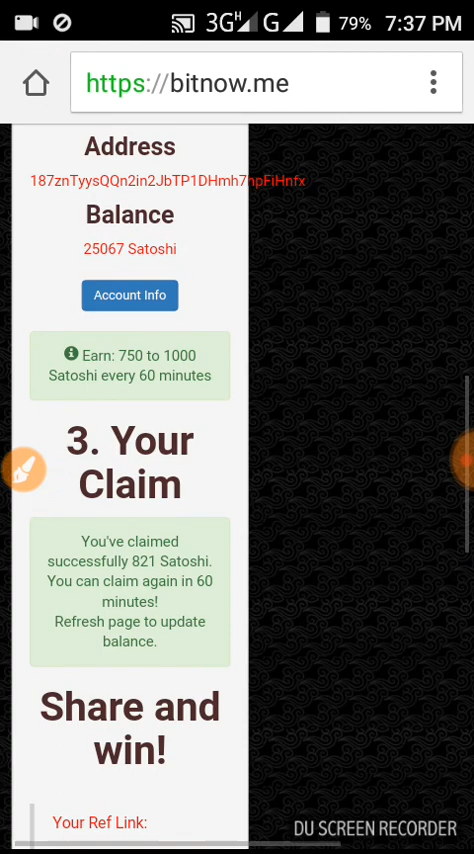 3G H G 79% 7:37 PM
https://bitnow.me
Address
187znTyysQQn2in2JbTP1DHmh7npFiHnfx
Balance
25067 Satoshi
Account Info
Earn: 750 to 1000
Satoshi every 60 minutes
3. Your
Claim
You've claimed
successfully 821 Satoshi.
You can claim again in 60
minutes!
Refresh page to update
balance.
Share and
win!
Your Ref Link:
DU SCREEN RECORDER